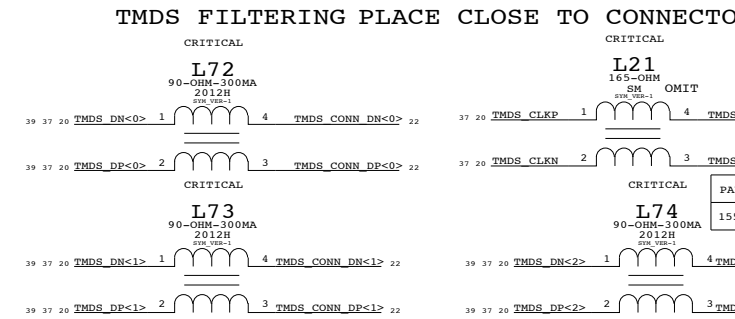 TMDS FILTERING PLACE CLOSE TO CONNECTO
CRITICAL
L72
90-OHM-300MA
2012H
SYM_VER-1
39 37 20 TMDS_DN<0> 1 4 TMDS_CONN_DN<0> 22
39 37 20 TMDS_DP<0> 2 3 TMDS_CONN_DP<0> 22
CRITICAL
L21
165-OHM
SM OMIT
SYM_VER-1
37 20 TMDS_CLKP 1 4 TMDS
37 20 TMDS_CLKN 2 3 TMDS
CRITICAL
L73
90-OHM-300MA
2012H
SYM_VER-1
39 37 20 TMDS_DN<1> 1 4 TMDS_CONN_DN<1> 22
39 37 20 TMDS_DP<1> 2 3 TMDS_CONN_DP<1> 22
CRITICAL
L74
90-OHM-300MA
2012H
SYM_VER-1
39 37 20 TMDS_DN<2> 1 4 TMD
39 37 20 TMDS_DP<2> 2 3 TMD
PA
155